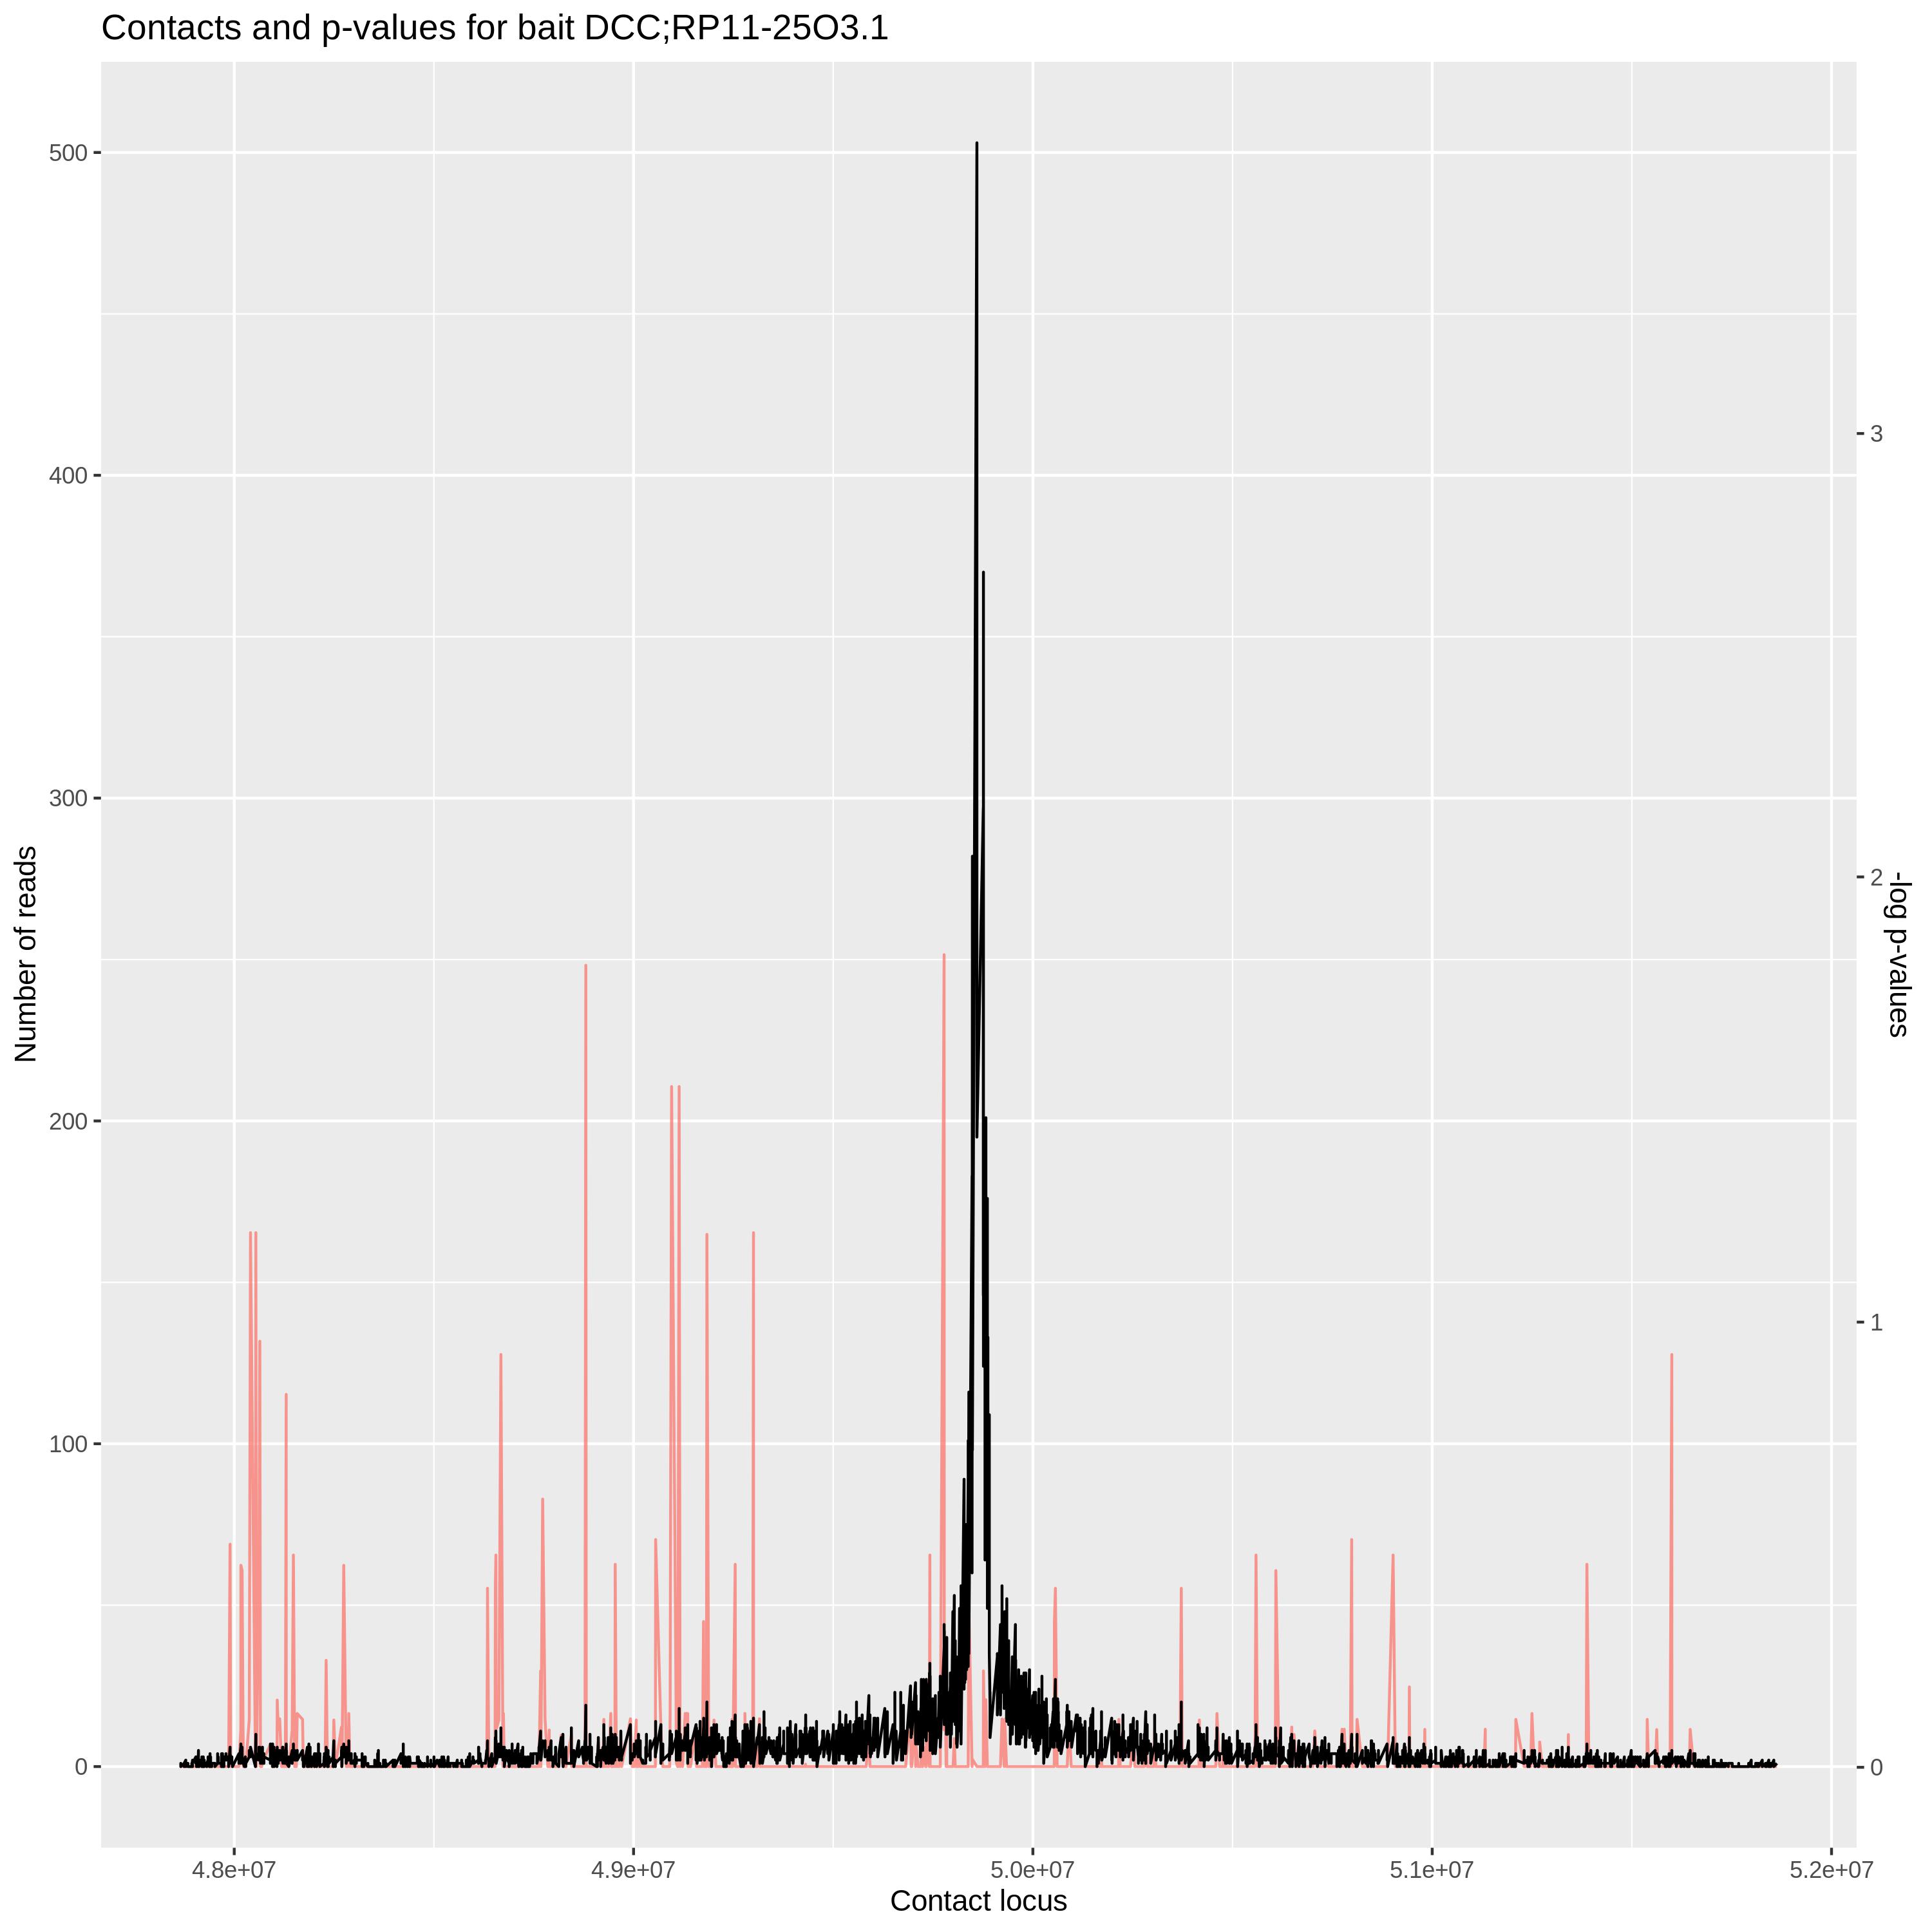 Contacts and p-values for bait DCC;RP11-25O3.1
500
400
300
200
100
0
Number of reads
3
2
1
0
-log p-values
4.8e+07
4.9e+07
5.0e+07
5.1e+07
5.2e+07
Contact locus